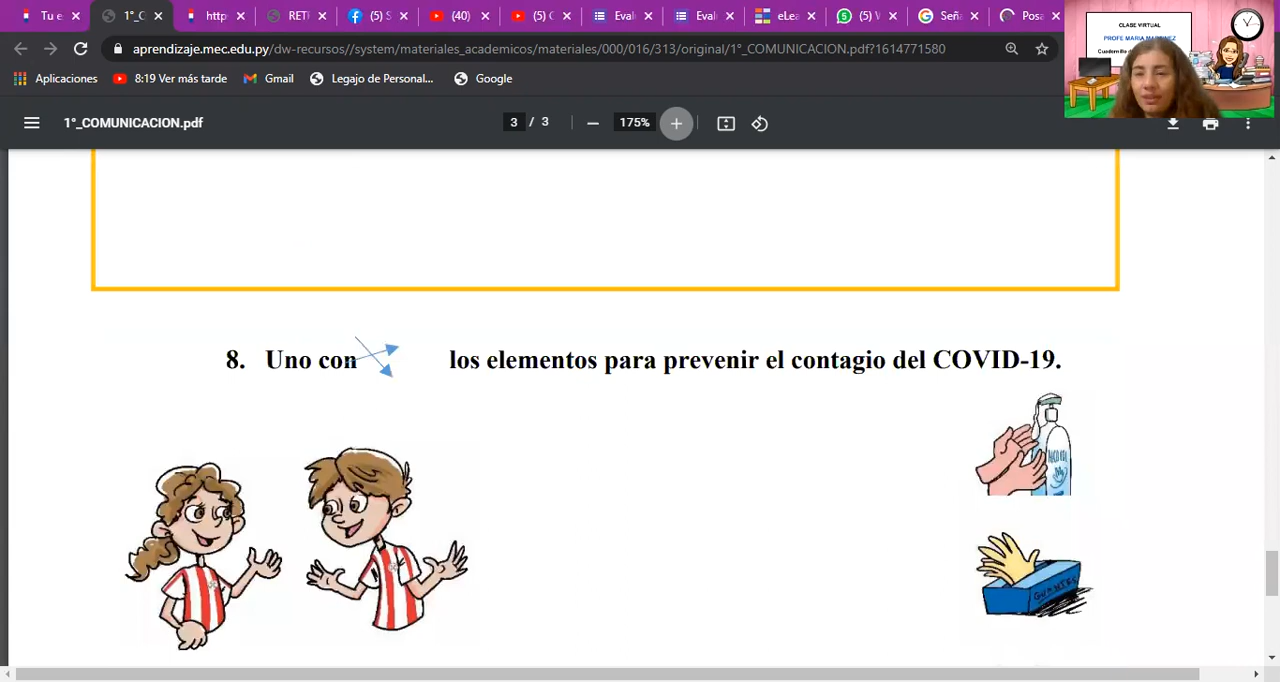 Tu e
1°_C
http
RETI
(5) S
(40)
(5) C
Eval
Eval
eLea
(5) V
Seña
Posa
aprendizaje.mec.edu.py/dw-recursos//system/materiales_academicos/materiales/000/016/313/original/1°_COMUNICACION.pdf?1614771580
Aplicaciones
8:19 Ver más tarde
Gmail
Legajo de Personal...
Google
CLASE VIRTUAL
PROFE MARIA
1°_COMUNICACION.pdf
3 / 3
175%
8. Uno con los elementos para prevenir el contagio del COVID-19.
GUANTES